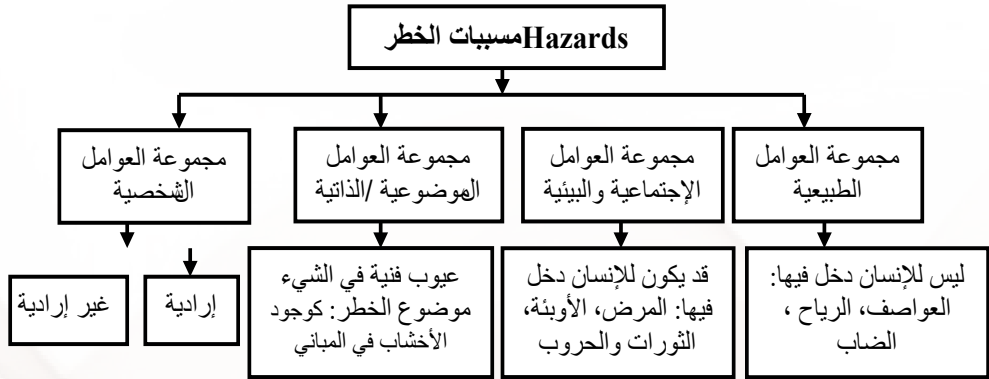 مسببات الخطر Hazards
مجموعة العوامل
الطبيعية
مجموعة العوامل
الإجتماعية والبيئية
مجموعة العوامل
الموضوعية /الذاتية
مجموعة العوامل
الشخصية
ليس للإنسان دخل فيها:
العواصف، الرياح ،
الضاب
قد يكون للإنسان دخل
فيها: المرض، الأوبئة،
الثورات والحروب
عيوب فنية في الشيء
موضوع الخطر: كوجود
الأخشاب في المباني
إرادية
غير إرادية